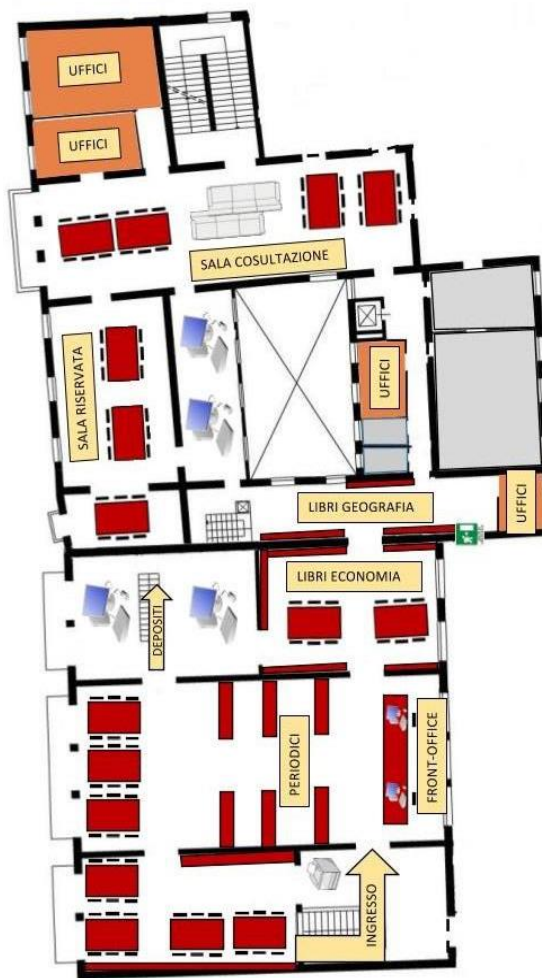 UFFICI
UFFICI
SALA COSULTAZIONE
SALA RISERVATA
UFFICI
LIBRI GEOGRAFIA
UFFICI
LIBRI ECONOMIA
DEPOSITI
PERIODICI
FRONT-OFFICE
INGRESSO